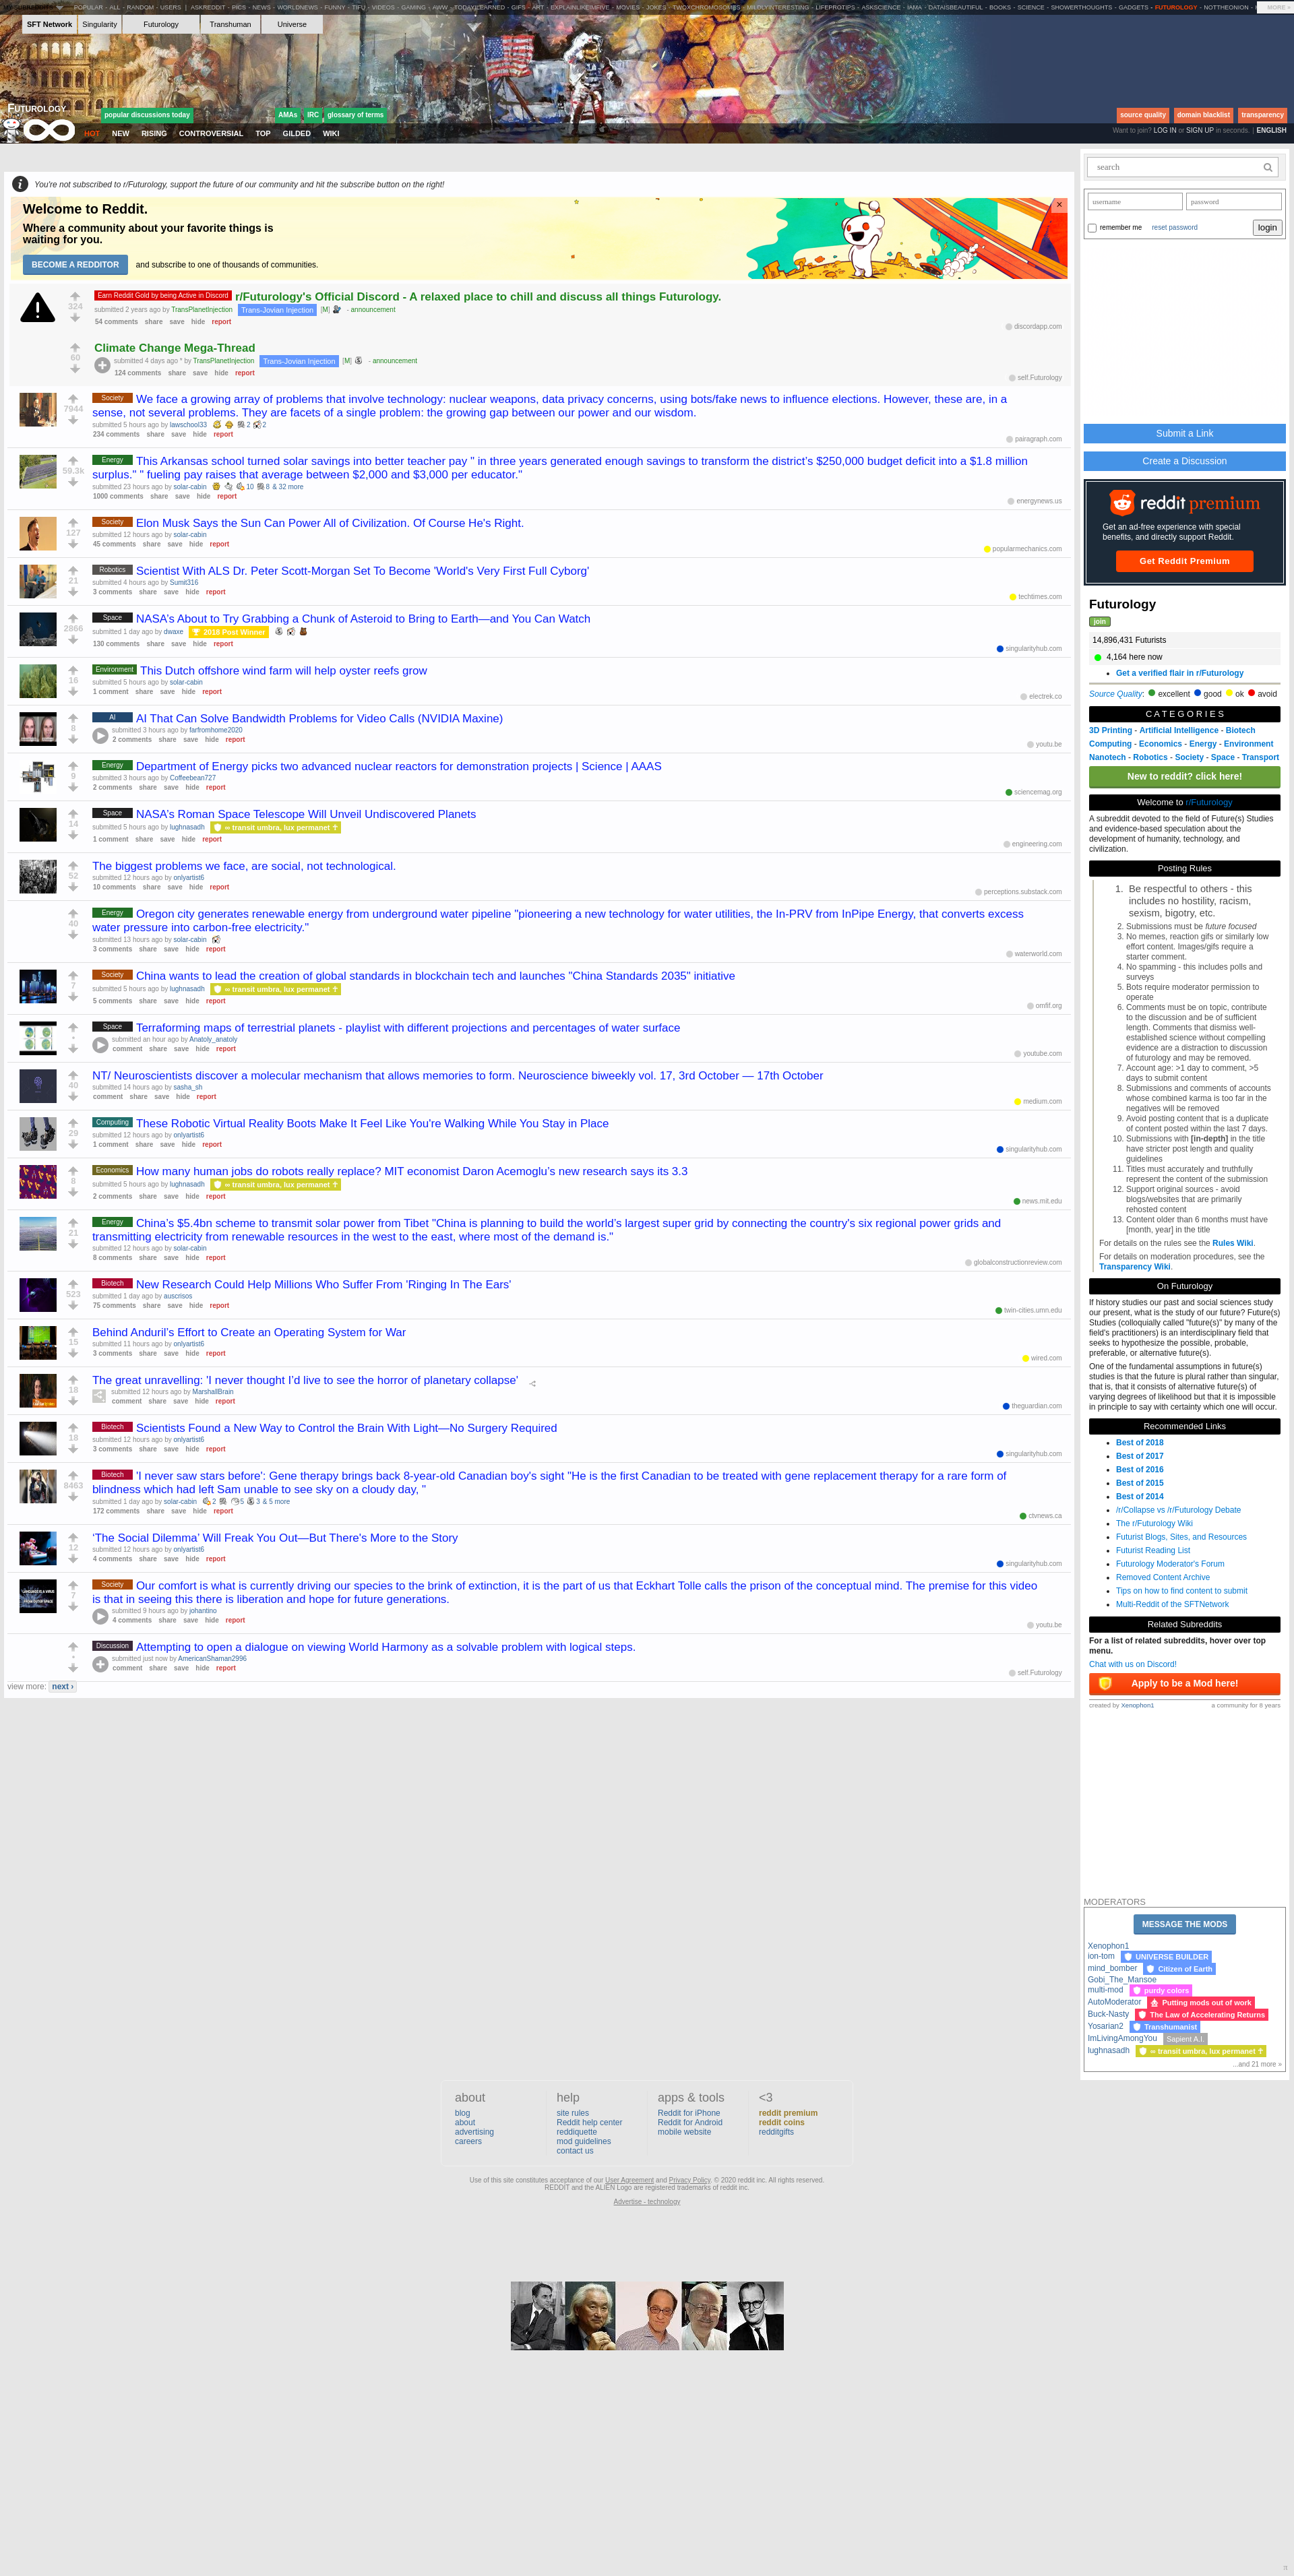 POPULAR - ALL - RANDOM - USERS | ASKREDDIT - PICS - NEWS - WORLDNEWS - FUNNY - TIFU - VIDEOS - GAMING - AWW - TODAYILEARNED - GIFS - ART - EXPLAINLIKEIMFIVE - MOVIES - JOKES - TWOXCHROMOSOMES - MILDLYINTERESTING - LIFEPROTIPS - ASKSCIENCE - IAMA - DATAISBEAUTIFUL - BOOKS - SCIENCE - SHOWERTHOUGHTS - GADGETS - FUTUROLOGY - NOTTHEONION MORE »
SFT Network Singularity Futurology Transhuman Universe
FUTUROLOGY
popular discussions today AMAs IRC glossary of terms source quality domain blacklist transparency
HOT NEW RISING CONTROVERSIAL TOP GILDED WIKI
Want to join? LOG IN or SIGN UP in seconds. | ENGLISH
You're not subscribed to r/Futurology, support the future of our community and hit the subscribe button on the right!
Welcome to Reddit.
Where a community about your favorite things is
waiting for you.
BECOME A REDDITOR and subscribe to one of thousands of communities.
324
Earn Reddit Gold by being Active in Discord r/Futurology's Official Discord - A relaxed place to chill and discuss all things Futurology.
submitted 2 years ago by TransPlanetInjection Trans-Jovian Injection [M] - announcement
54 comments share save hide report
discordapp.com
60
Climate Change Mega-Thread
submitted 4 days ago * by TransPlanetInjection Trans-Jovian Injection [M] - announcement
124 comments share save hide report
self.Futurology
7944
Society We face a growing array of problems that involve technology: nuclear weapons, data privacy concerns, using bots/fake news to influence elections. However, these are, in a
sense, not several problems. They are facets of a single problem: the growing gap between our power and our wisdom.
submitted 5 hours ago by lawschool33 2 2
234 comments share save hide report
pairagraph.com
59.3k
Energy This Arkansas school turned solar savings into better teacher pay " in three years generated enough savings to transform the district's $250,000 budget deficit into a $1.8 million
surplus." " fueling pay raises that average between $2,000 and $3,000 per educator."
submitted 23 hours ago by solar-cabin 10 8 & 32 more
1000 comments share save hide report
energynews.us
127
Society Elon Musk Says the Sun Can Power All of Civilization. Of Course He's Right.
submitted 12 hours ago by solar-cabin
45 comments share save hide report
popularmechanics.com
21
Robotics Scientist With ALS Dr. Peter Scott-Morgan Set To Become 'World's Very First Full Cyborg'
submitted 4 hours ago by Sumit316
3 comments share save hide report
techtimes.com
2866
Space NASA's About to Try Grabbing a Chunk of Asteroid to Bring to Earth—and You Can Watch
submitted 1 day ago by dwaxe 2018 Post Winner
130 comments share save hide report
singularityhub.com
16
Environment This Dutch offshore wind farm will help oyster reefs grow
submitted 5 hours ago by solar-cabin
1 comment share save hide report
electrek.co
8
AI AI That Can Solve Bandwidth Problems for Video Calls (NVIDIA Maxine)
submitted 3 hours ago by farfromhome2020
2 comments share save hide report
youtu.be
9
Energy Department of Energy picks two advanced nuclear reactors for demonstration projects | Science | AAAS
submitted 3 hours ago by Coffeebean727
2 comments share save hide report
sciencemag.org
14
Space NASA's Roman Space Telescope Will Unveil Undiscovered Planets
submitted 5 hours ago by lughnasadh ∞ transit umbra, lux permanet ☥
1 comment share save hide report
engineering.com
52
The biggest problems we face, are social, not technological.
submitted 12 hours ago by onlyartist6
10 comments share save hide report
perceptions.substack.com
40
Energy Oregon city generates renewable energy from underground water pipeline "pioneering a new technology for water utilities, the In-PRV from InPipe Energy, that converts excess
water pressure into carbon-free electricity."
submitted 13 hours ago by solar-cabin
3 comments share save hide report
waterworld.com
7
Society China wants to lead the creation of global standards in blockchain tech and launches "China Standards 2035" initiative
submitted 5 hours ago by lughnasadh ∞ transit umbra, lux permanet ☥
5 comments share save hide report
omfif.org
•
Space Terraforming maps of terrestrial planets - playlist with different projections and percentages of water surface
submitted an hour ago by Anatoly_anatoly
comment share save hide report
youtube.com
40
NT/ Neuroscientists discover a molecular mechanism that allows memories to form. Neuroscience biweekly vol. 17, 3rd October — 17th October
submitted 14 hours ago by sasha_sh
comment share save hide report
medium.com
29
Computing These Robotic Virtual Reality Boots Make It Feel Like You're Walking While You Stay in Place
submitted 12 hours ago by onlyartist6
1 comment share save hide report
singularityhub.com
8
Economics How many human jobs do robots really replace? MIT economist Daron Acemoglu's new research says its 3.3
submitted 5 hours ago by lughnasadh ∞ transit umbra, lux permanet ☥
2 comments share save hide report
news.mit.edu
21
Energy China's $5.4bn scheme to transmit solar power from Tibet "China is planning to build the world's largest super grid by connecting the country's six regional power grids and
transmitting electricity from renewable resources in the west to the east, where most of the demand is."
submitted 12 hours ago by solar-cabin
8 comments share save hide report
globalconstructionreview.com
523
Biotech New Research Could Help Millions Who Suffer From 'Ringing In The Ears'
submitted 1 day ago by auscrisos
75 comments share save hide report
twin-cities.umn.edu
15
Behind Anduril's Effort to Create an Operating System for War
submitted 11 hours ago by onlyartist6
3 comments share save hide report
wired.com
18
The great unravelling: 'I never thought I'd live to see the horror of planetary collapse'
submitted 12 hours ago by MarshallBrain
comment share save hide report
theguardian.com
18
Biotech Scientists Found a New Way to Control the Brain With Light—No Surgery Required
submitted 12 hours ago by onlyartist6
3 comments share save hide report
singularityhub.com
8463
Biotech 'I never saw stars before': Gene therapy brings back 8-year-old Canadian boy's sight "He is the first Canadian to be treated with gene replacement therapy for a rare form of
blindness which had left Sam unable to see sky on a cloudy day, "
submitted 1 day ago by solar-cabin 2 5 3 & 5 more
172 comments share save hide report
ctvnews.ca
12
'The Social Dilemma' Will Freak You Out—But There's More to the Story
submitted 12 hours ago by onlyartist6
4 comments share save hide report
singularityhub.com
7
Society Our comfort is what is currently driving our species to the brink of extinction, it is the part of us that Eckhart Tolle calls the prison of the conceptual mind. The premise for this video
is that in seeing this there is liberation and hope for future generations.
submitted 9 hours ago by johantino
4 comments share save hide report
youtu.be
•
Discussion Attempting to open a dialogue on viewing World Harmony as a solvable problem with logical steps.
submitted just now by AmericanShaman2996
comment share save hide report
self.Futurology
view more: next ›
search
username password
remember me reset password login
Submit a Link
Create a Discussion
reddit premium
Get an ad-free experience with special
benefits, and directly support Reddit.
Get Reddit Premium
Futurology
join
14,896,431 Futurists
4,164 here now
Get a verified flair in r/Futurology
Source Quality: excellent good ok avoid
CATEGORIES
3D Printing - Artificial Intelligence - Biotech
Computing - Economics - Energy - Environment
Nanotech - Robotics - Society - Space - Transport
New to reddit? click here!
Welcome to r/Futurology
A subreddit devoted to the field of Future(s) Studies
and evidence-based speculation about the
development of humanity, technology, and
civilization.
Posting Rules
1. Be respectful to others - this
includes no hostility, racism,
sexism, bigotry, etc.
2. Submissions must be future focused
3. No memes, reaction gifs or similarly low
effort content. Images/gifs require a
starter comment.
4. No spamming - this includes polls and
surveys
5. Bots require moderator permission to
operate
6. Comments must be on topic, contribute
to the discussion and be of sufficient
length. Comments that dismiss well-
established science without compelling
evidence are a distraction to discussion
of futurology and may be removed.
7. Account age: >1 day to comment, >5
days to submit content
8. Submissions and comments of accounts
whose combined karma is too far in the
negatives will be removed
9. Avoid posting content that is a duplicate
of content posted within the last 7 days.
10. Submissions with [in-depth] in the title
have stricter post length and quality
guidelines
11. Titles must accurately and truthfully
represent the content of the submission
12. Support original sources - avoid
blogs/websites that are primarily
rehosted content
13. Content older than 6 months must have
[month, year] in the title
For details on the rules see the Rules Wiki.
For details on moderation procedures, see the
Transparency Wiki.
On Futurology
If history studies our past and social sciences study
our present, what is the study of our future? Future(s)
Studies (colloquially called "future(s)" by many of the
field's practitioners) is an interdisciplinary field that
seeks to hypothesize the possible, probable,
preferable, or alternative future(s).
One of the fundamental assumptions in future(s)
studies is that the future is plural rather than singular,
that is, that it consists of alternative future(s) of
varying degrees of likelihood but that it is impossible
in principle to say with certainty which one will occur.
Recommended Links
Best of 2018
Best of 2017
Best of 2016
Best of 2015
Best of 2014
/r/Collapse vs /r/Futurology Debate
The r/Futurology Wiki
Futurist Blogs, Sites, and Resources
Futurist Reading List
Futurology Moderator's Forum
Removed Content Archive
Tips on how to find content to submit
Multi-Reddit of the SFTNetwork
Related Subreddits
For a list of related subreddits, hover over top
menu.
Chat with us on Discord!
Apply to be a Mod here!
created by Xenophon1 a community for 8 years
MODERATORS
MESSAGE THE MODS
Xenophon1
ion-tom UNIVERSE BUILDER
mind_bomber Citizen of Earth
Gobi_The_Mansoe
multi-mod purdy colors
AutoModerator Putting mods out of work
Buck-Nasty The Law of Accelerating Returns
Yosarian2 Transhumanist
ImLivingAmongYou Sapient A.I.
lughnasadh ∞ transit umbra, lux permanet ☥
...and 21 more »
about help apps & tools <3
blog site rules Reddit for iPhone reddit premium
about Reddit help center Reddit for Android reddit coins
advertising reddiquette mobile website redditgifts
careers mod guidelines
contact us
Use of this site constitutes acceptance of our User Agreement and Privacy Policy. © 2020 reddit inc. All rights reserved.
REDDIT and the ALIEN Logo are registered trademarks of reddit inc.
Advertise - technology
π